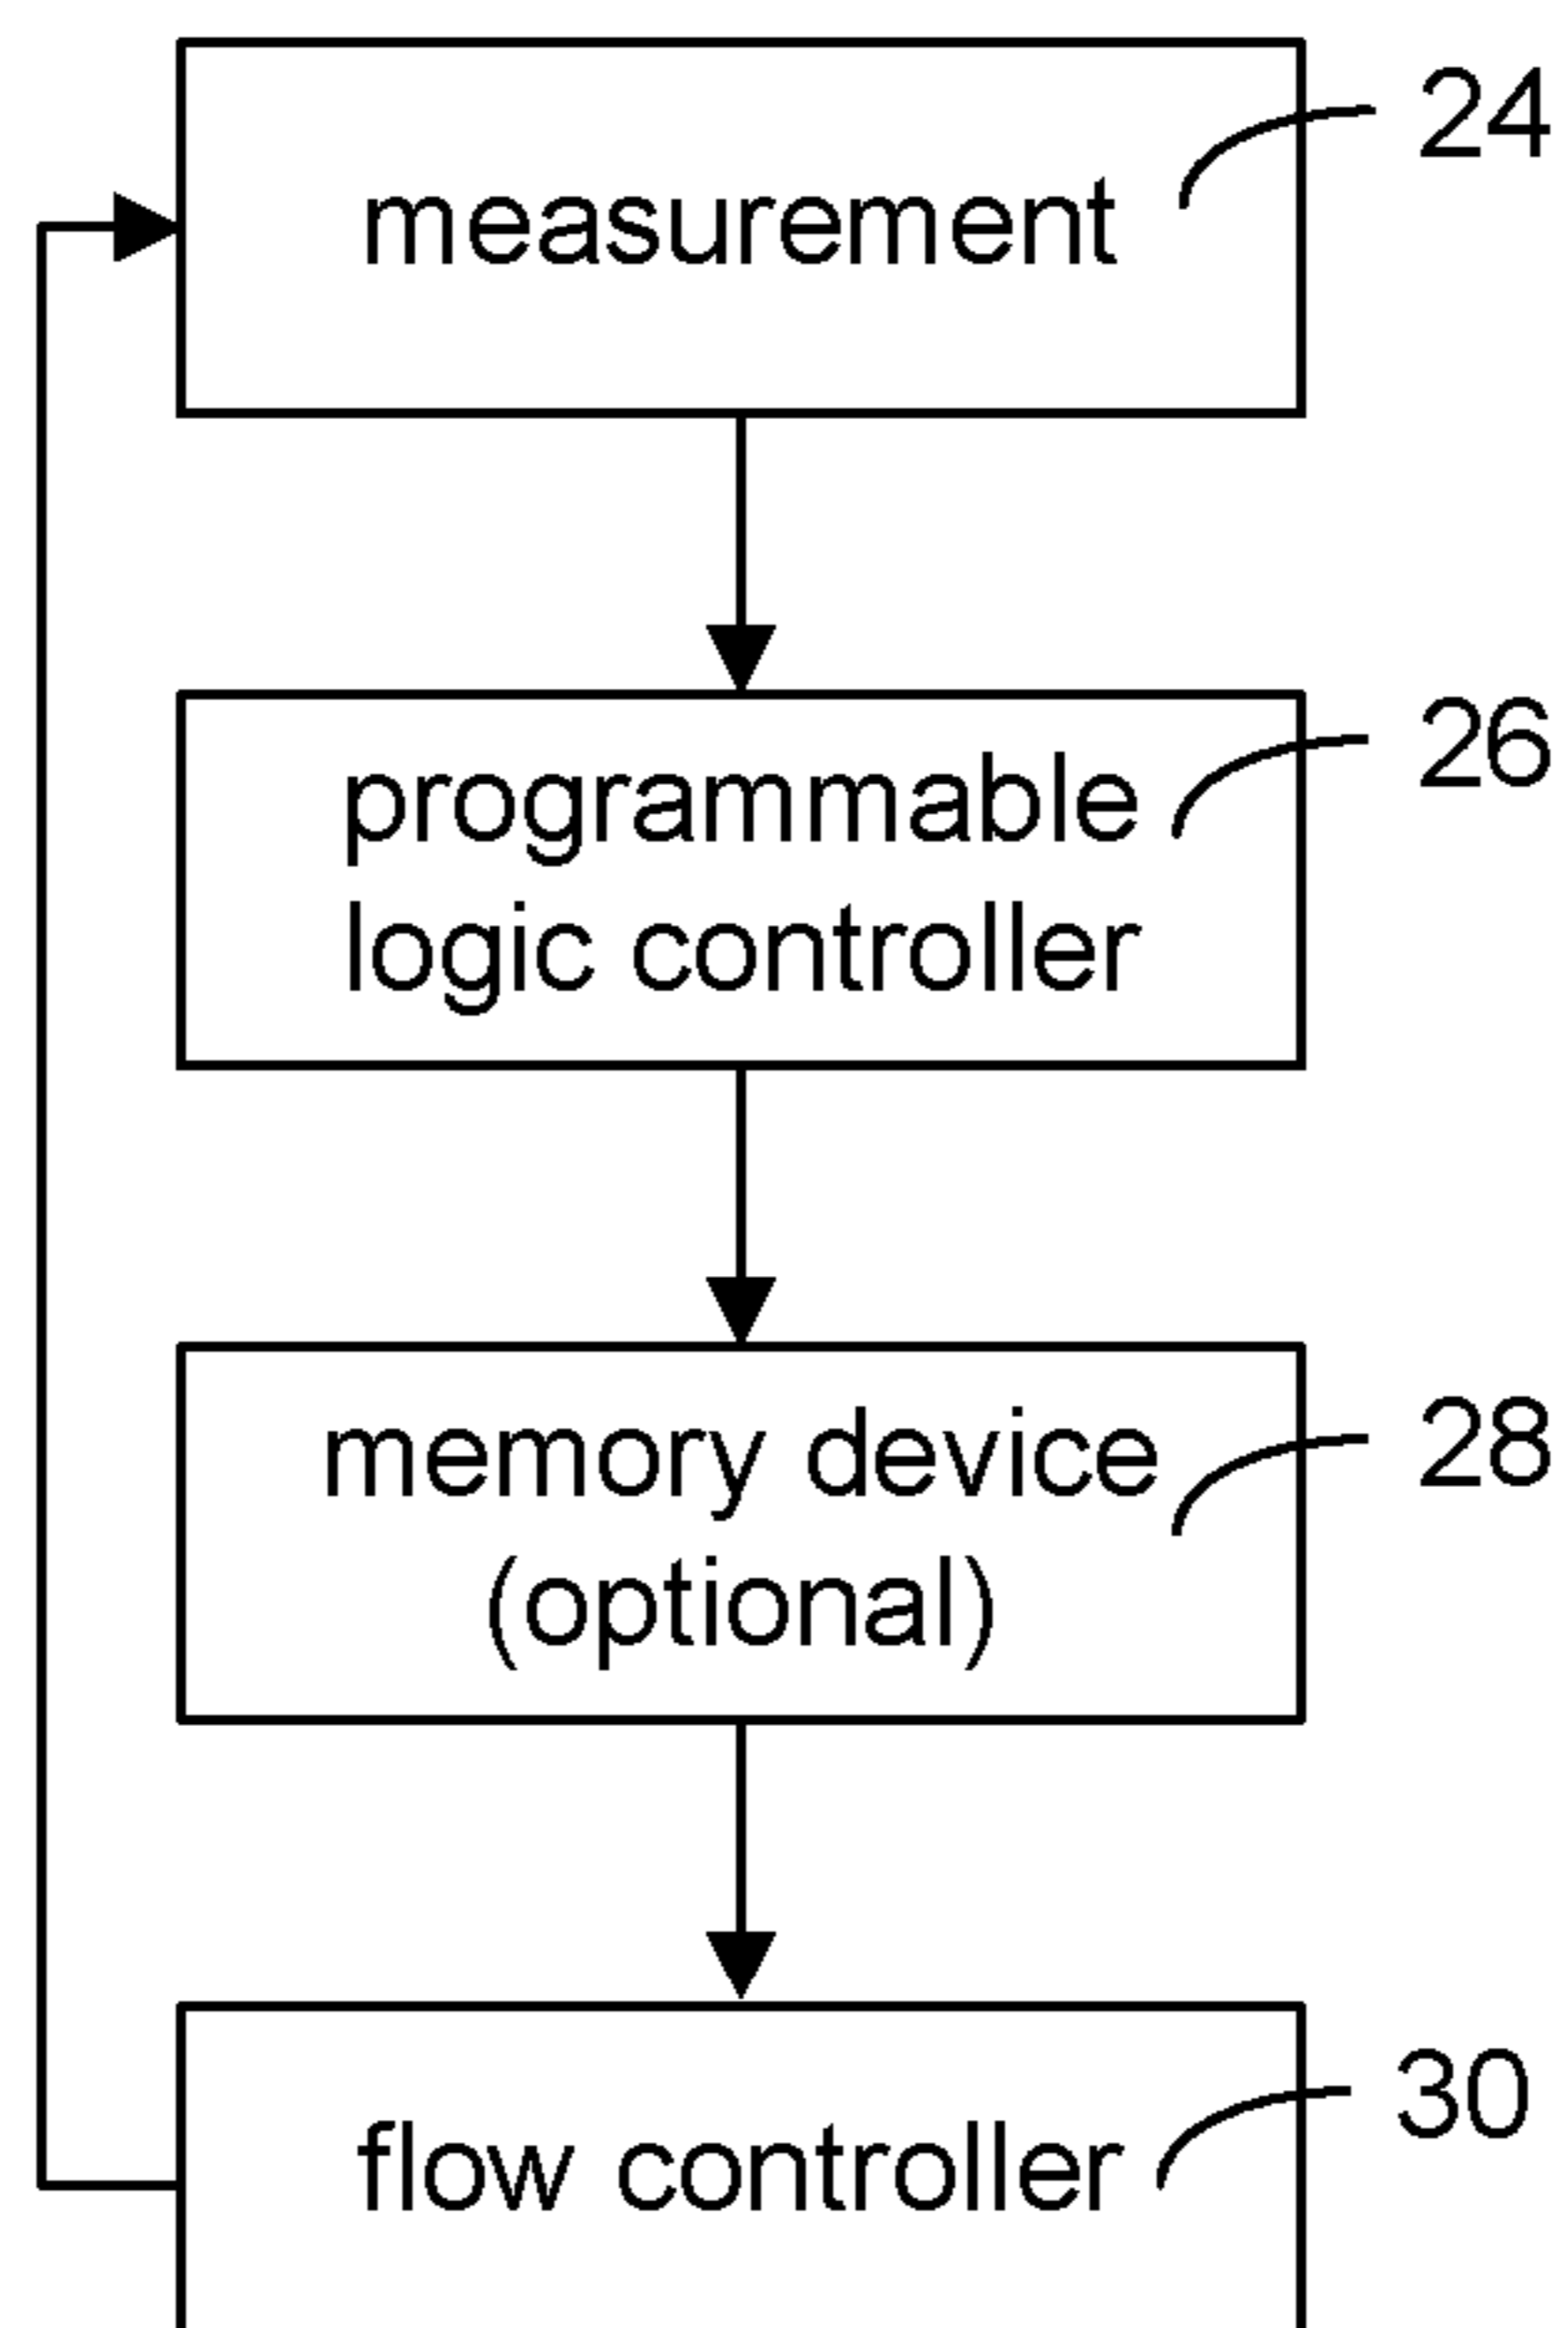 24
measurement
26
programmable
logic controller
28
memory device
(optional)
30
flow controller